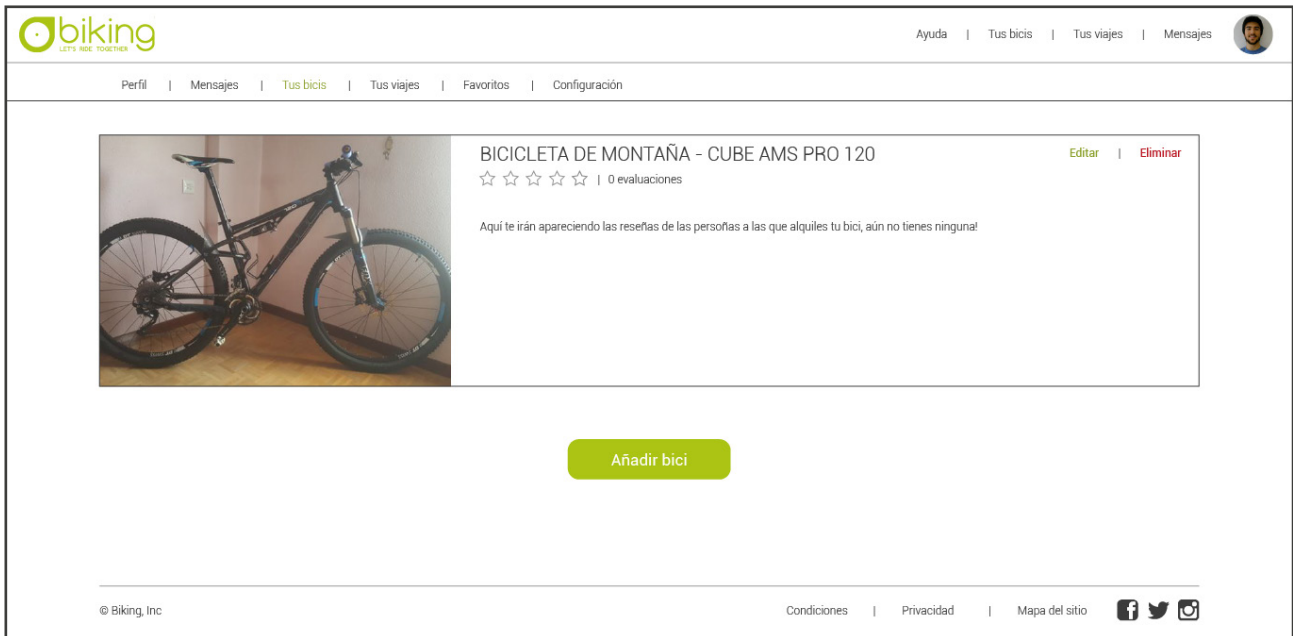 biking
LET'S RIDE TOGETHER
Ayuda | Tus bicis | Tus viajes | Mensajes
Perfil | Mensajes | Tus bicis | Tus viajes | Favoritos | Configuración
BICICLETA DE MONTAÑA - CUBE AMS PRO 120
Editar | Eliminar
| 0 evaluaciones
Aquí te irán apareciendo las reseñas de las persoñas a las que alquiles tu bici, aún no tienes ninguna!
Añadir bici
© Biking, Inc
Condiciones | Privacidad | Mapa del sitio